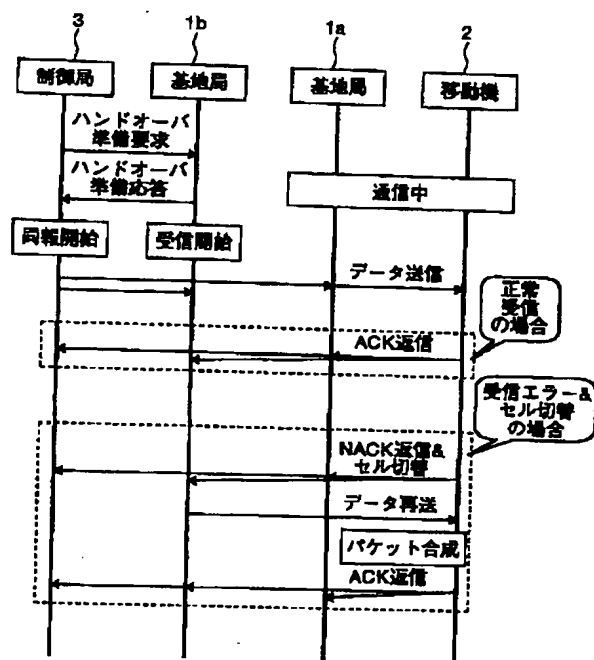 3
1b
1a
2
制御局
基地局
基地局
移動機
ハンドオーバ
準備要求
ハンドオーバ
準備応答
通信中
同報開始
受信開始
データ送信
正常
受信
の場合
ACK返信
受信エラー&
セル切替
の場合
NACK返信&
セル切替
データ再送
パケット合成
ACK返信